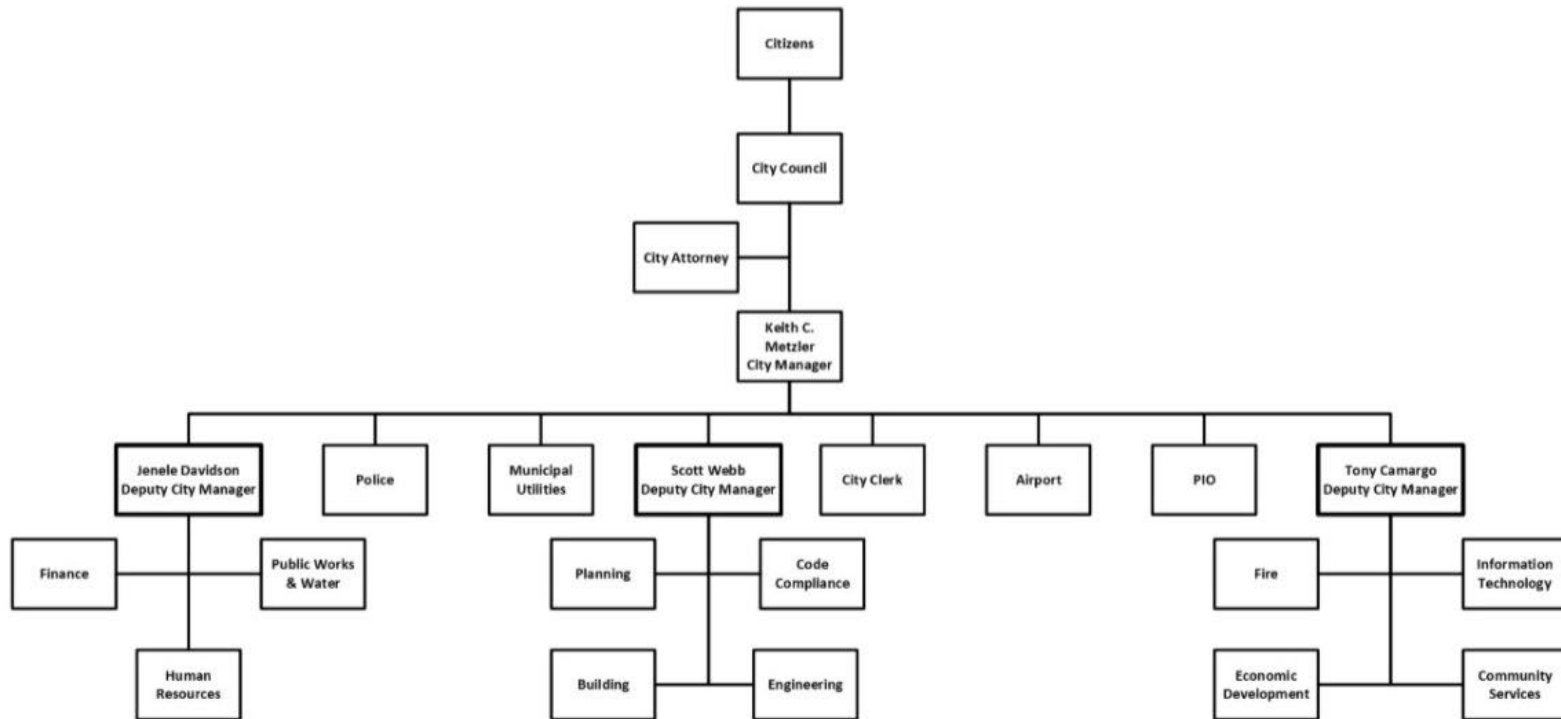 Citizens
City Council
City Attorney
Keith C.
Metzler
City Manager
Jenele Davidson
Deputy City Manager
Police
Municipal
Utilities
Scott Webb
Deputy City Manager
City Clerk
Airport
PIO
Tony Camargo
Deputy City Manager
Finance
Public Works
& Water
Planning
Code
Compliance
Fire
Information
Technology
Human
Resources
Building
Engineering
Economic
Development
Community
Services